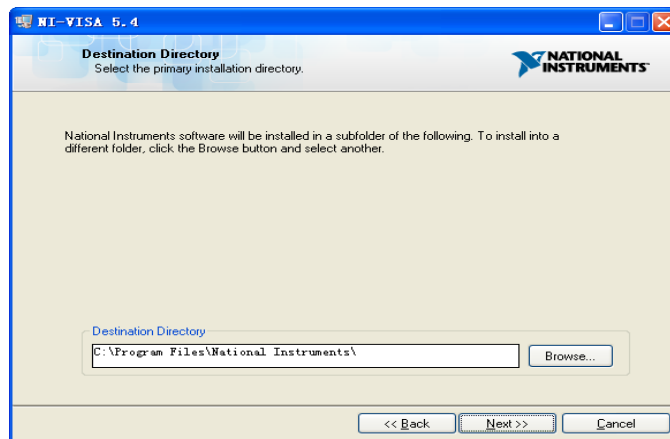 NI-VISA 5.4
Destination Directory
Select the primary installation directory.
NATIONAL
INSTRUMENTS™
National Instruments software will be installed in a subfolder of the following. To install into a
different folder, click the Browse button and select another.
Destination Directory
C:\Program Files\National Instruments\
Browse...
<< Back
Next >>
Cancel